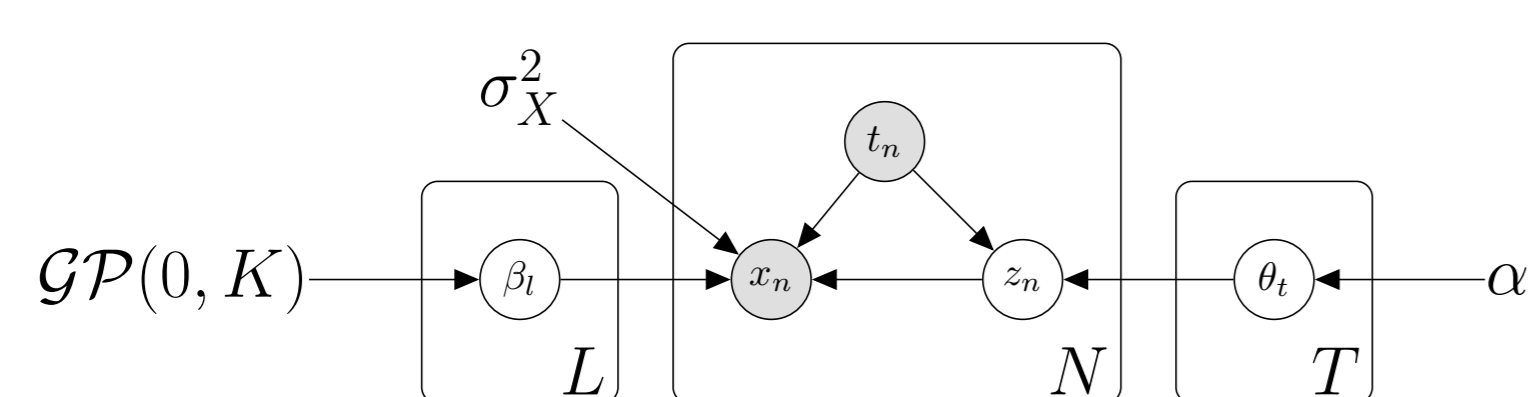 σ²_X
t_n
𝒢𝒫(0, K)
β_l
x_n
z_n
θ_t
α
L
N
T